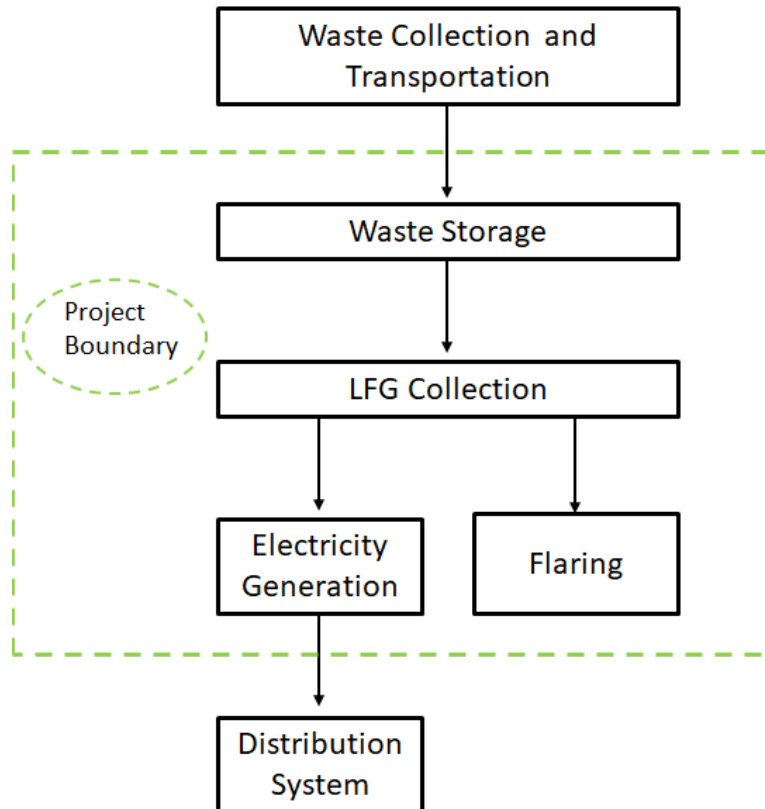 Waste Collection and
Transportation
Waste Storage
Project
Boundary
LFG Collection
Electricity
Generation
Flaring
Distribution
System